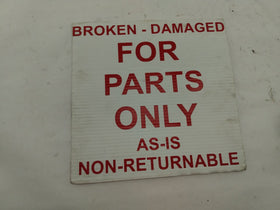 BROKEN - DAMAGED
FOR
PARTS
ONLY
AS-IS
NON-RETURNABLE